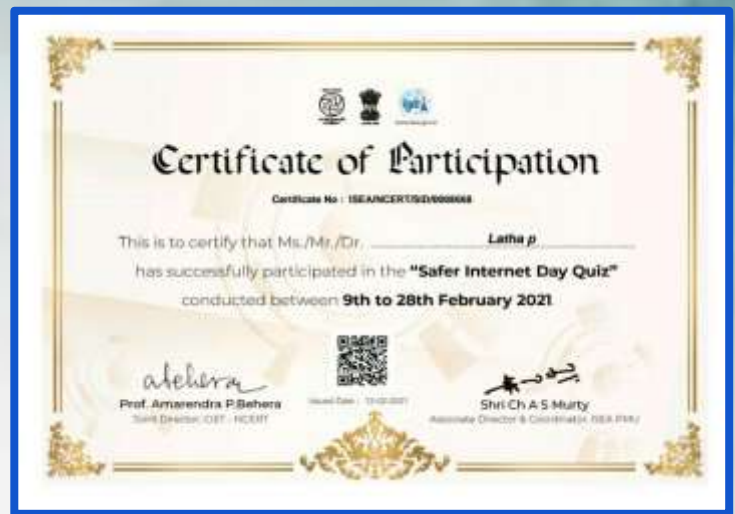 Certificate of Participation
Certificate No : ISEA/NCERT/SID/
This is to certify that Ms./Mr./Dr. Latha p
has successfully participated in the "Safer Internet Day Quiz"
conducted between 9th to 28th February 2021
Prof. Amarendra P.Behera
Joint Director, CIET - NCERT
Issued Date :
Shri Ch A S Murty
Associate Director & Coordinator, ISEA PMU